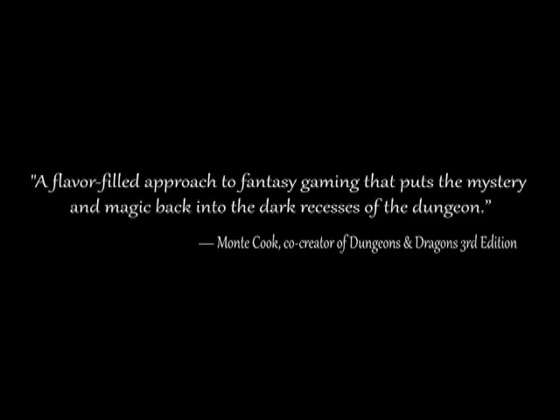 "A flavor-filled approach to fantasy gaming that puts the mystery
and magic back into the dark recesses of the dungeon.”
— Monte Cook, co-creator of Dungeons & Dragons 3rd Edition